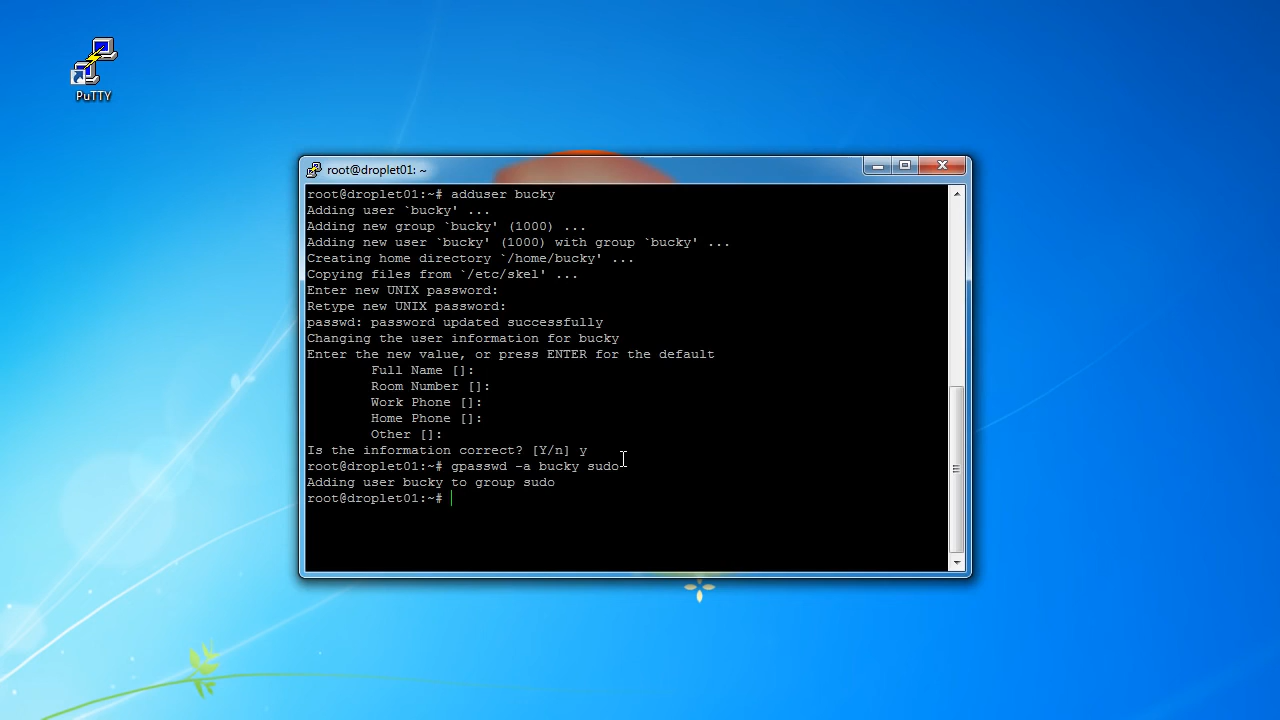 PuTTY
root@droplet01: ~
root@droplet01:~# adduser bucky
Adding user `bucky' ...
Adding new group `bucky' (1000) ...
Adding new user `bucky' (1000) with group `bucky' ...
Creating home directory `/home/bucky' ...
Copying files from `/etc/skel' ...
Enter new UNIX password:
Retype new UNIX password:
passwd: password updated successfully
Changing the user information for bucky
Enter the new value, or press ENTER for the default
Full Name []:
Room Number []:
Work Phone []:
Home Phone []:
Other []:
Is the information correct? [Y/n] y
root@droplet01:~# gpasswd -a bucky sudo
Adding user bucky to group sudo
root@droplet01:~#